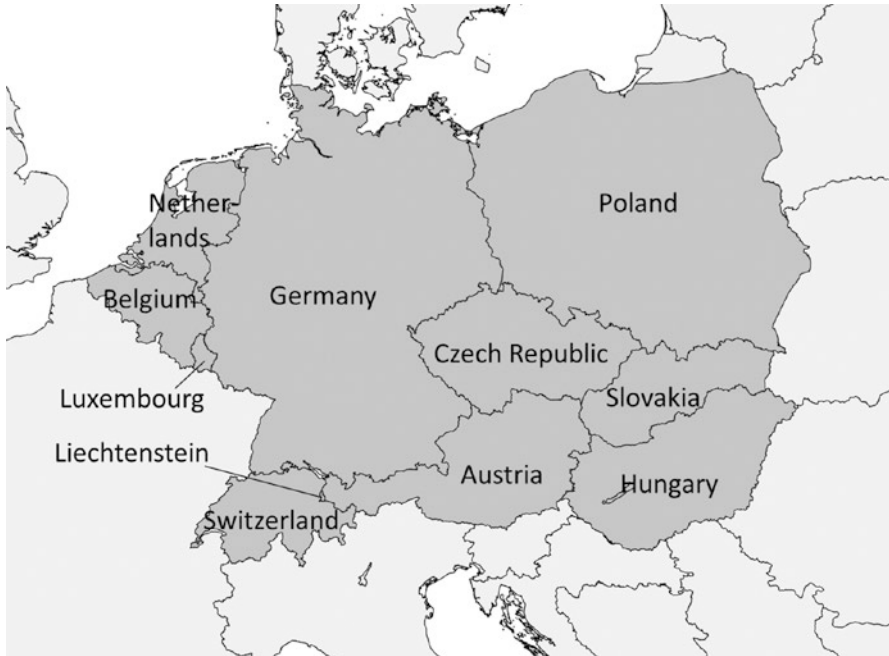 Nether-
lands
Poland
Belgium
Germany
Czech Republic
Luxembourg
Slovakia
Liechtenstein
Austria
Hungary
Switzerland